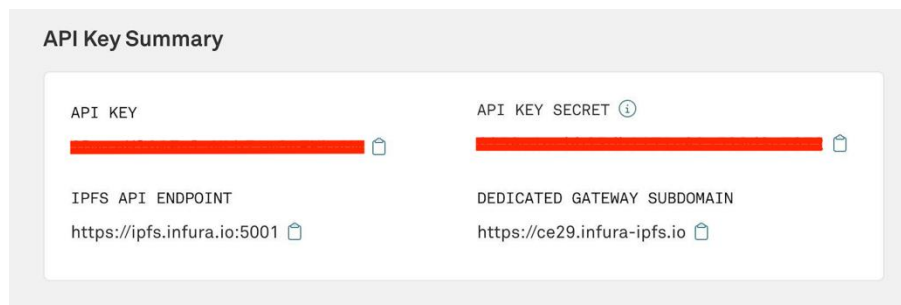 API Key Summary
API KEY
API KEY SECRET
IPFS API ENDPOINT
https://ipfs.infura.io:5001
DEDICATED GATEWAY SUBDOMAIN
https://ce29.infura-ipfs.io